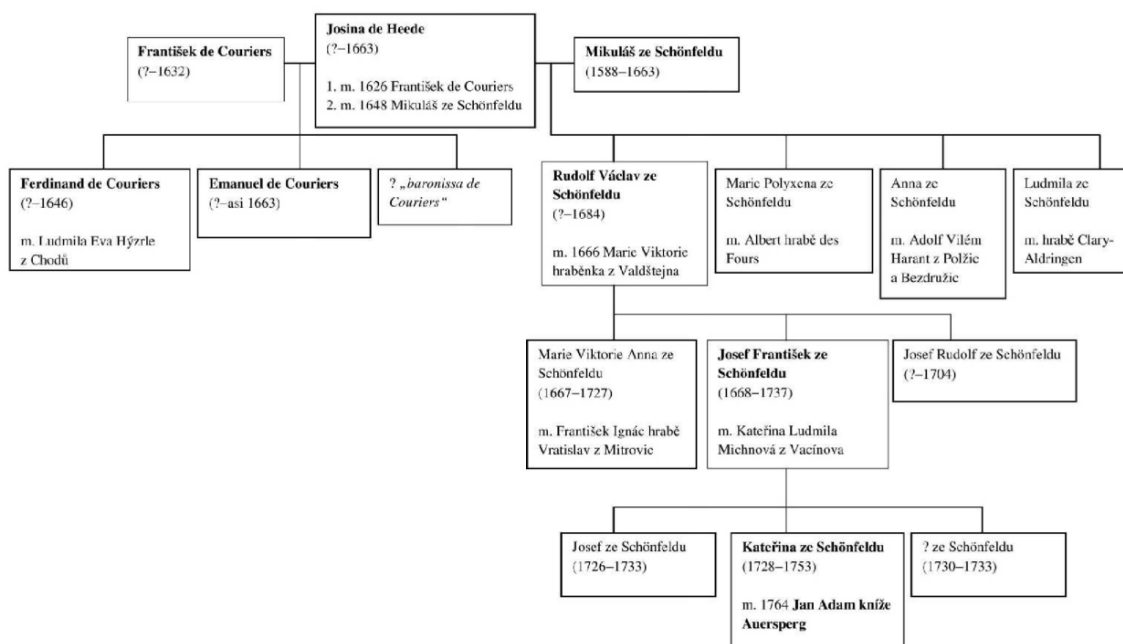 František de Couriers
(?–1632)
Josina de Heede
(?–1663)
1. m. 1626 František de Couriers
2. m. 1648 Mikuláš ze Schönfeldu
Mikuláš ze Schönfeldu
(1588–1663)
Ferdinand de Couriers
(?–1646)
m. Ludmila Eva Hýzrle
z Chodů
Emanuel de Couriers
(?–asi 1663)
? „baronissa de
Couriers“
Rudolf Václav ze
Schönfeldu
(?–1684)
m. 1666 Marie Viktorie
hraběnka z Valdštejna
Marie Polyxena ze
Schönfeldu
m. Albert hrabě des
Fours
Anna ze
Schönfeldu
m. Adolf Vilém
Harant z Polžic
a Bezdružic
Ludmila ze
Schönfeldu
m. hrabě Clary-
Aldringen
Marie Viktorie Anna ze
Schönfeldu
(1667–1727)
m. František Ignác hrabě
Vratislav z Mitrovic
Josef František ze
Schönfeldu
(1668–1737)
m. Kateřina Ludmila
Michnová z Vacínova
Josef Rudolf ze Schönfeldu
(?–1704)
Josef ze Schönfeldu
(1726–1733)
Kateřina ze Schönfeldu
(1728–1753)
m. 1764 Jan Adam kníže
Auersperg
? ze Schönfeldu
(1730–1733)